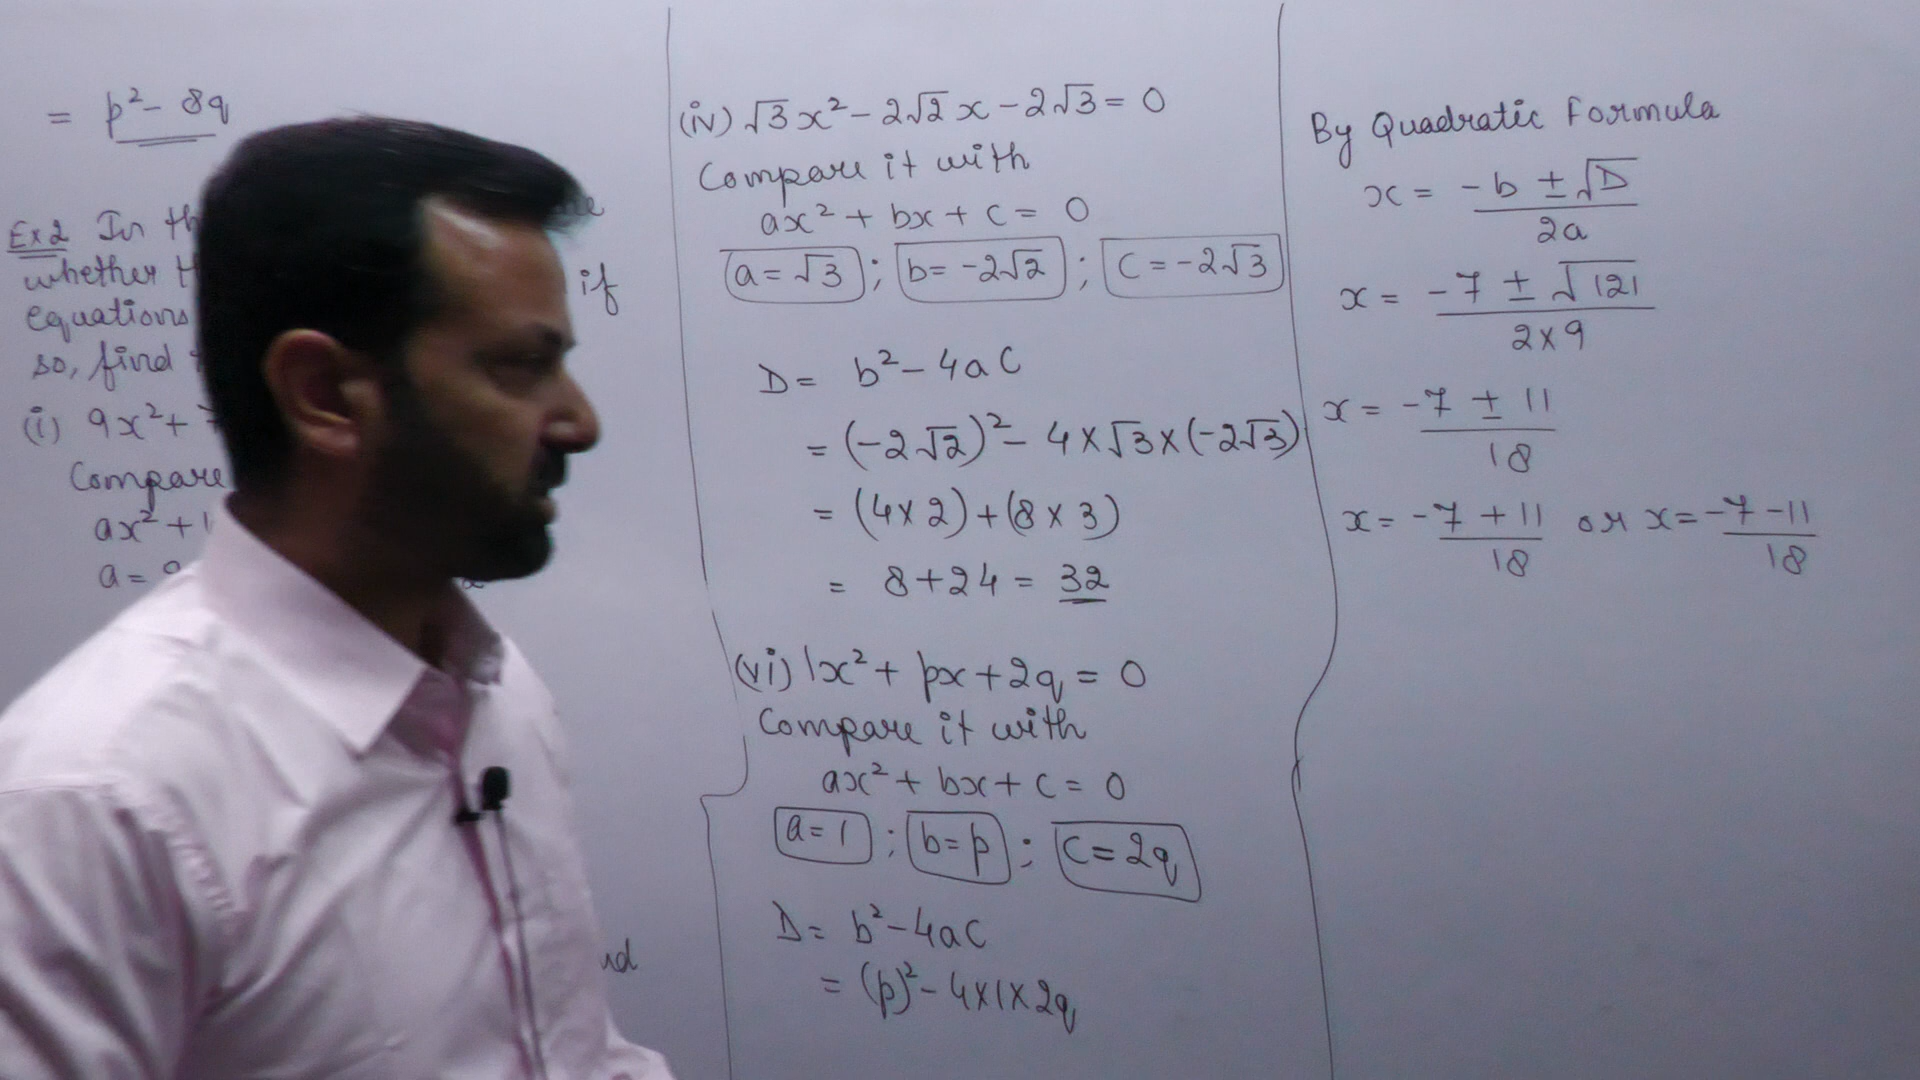 = p² - 8q
Ex2 In th
whether t if
equations
so, find
(i) 9x² + 7
Compare
ax² +
a =
nd
(iv) √3x² - 2√2x - 2√3 = 0
Compare it with
ax² + bx + c = 0
a = √3 ; b = -2√2 ; c = -2√3
D = b² - 4ac
= (-2√2)² - 4×√3×(-2√3)
= (4×2)+(8×3)
= 8+24 = 32
(vi) 1x² + px + 2q = 0
Compare it with
ax² + bx + c = 0
a = 1 ; b = p ; c = 2q
D = b² - 4ac
= (p)² - 4×1×2q
By Quadratic Formula
x = -b ± √D
2a
x = -7 ± √121
2×9
x = -7 ± 11
18
x = -7 + 11 or x = -7 - 11
18 18